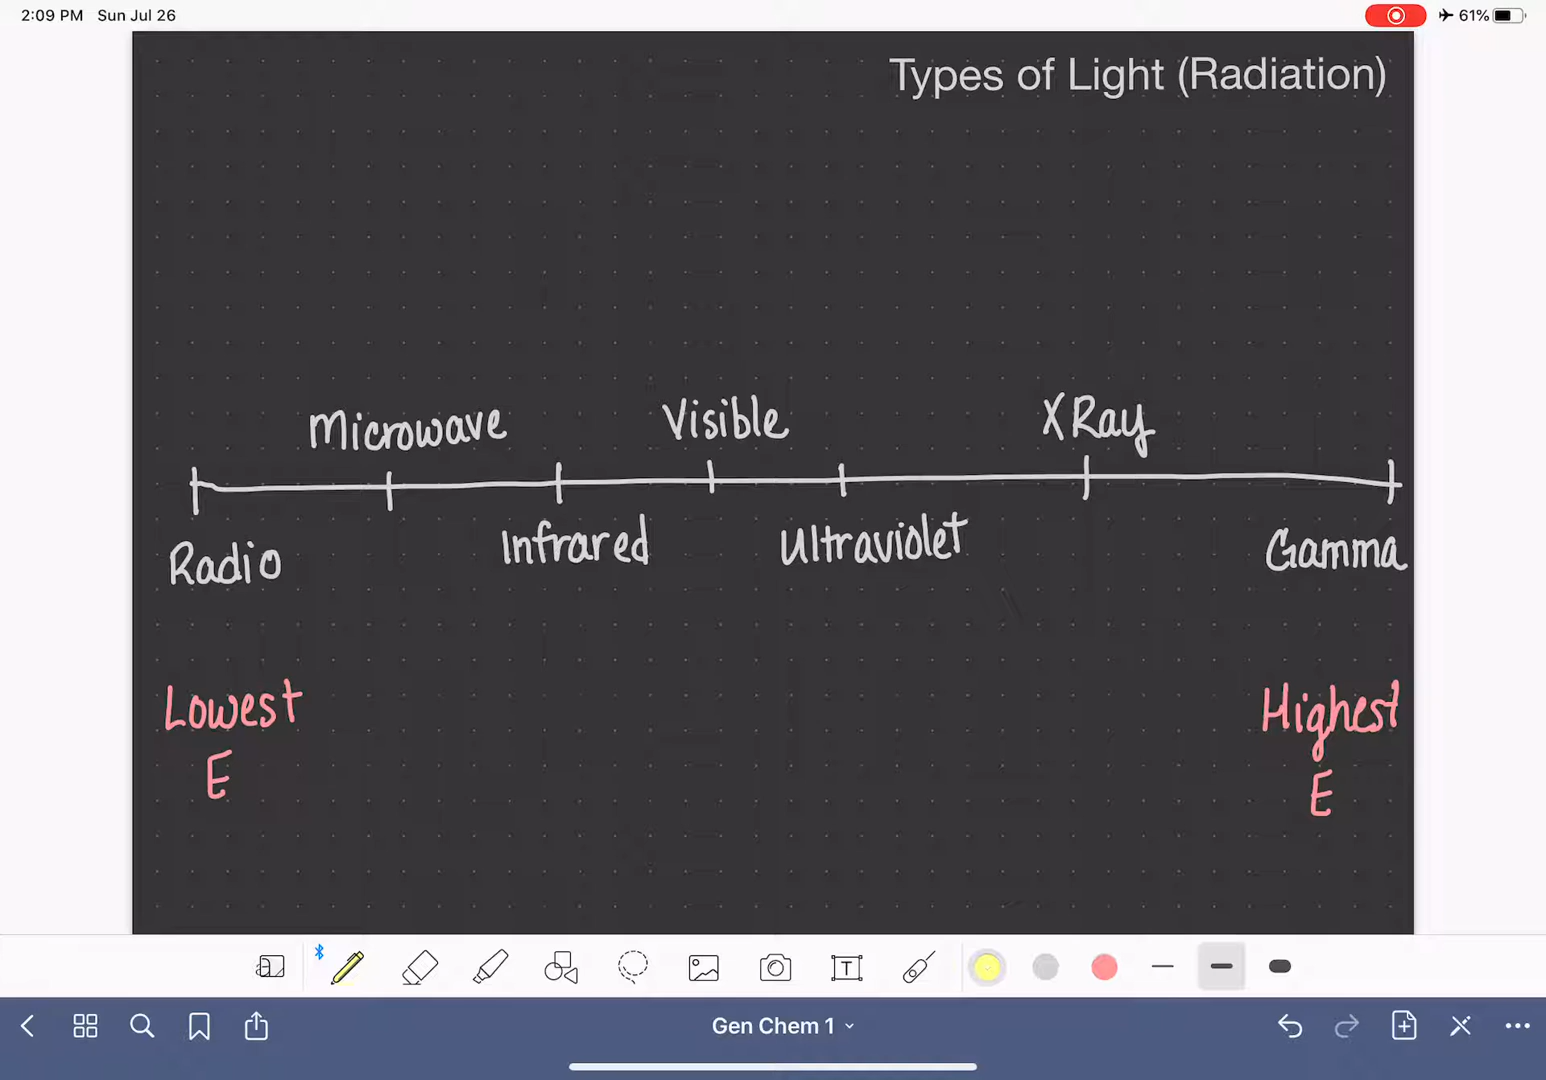 2:09 PM Sun Jul 26
61%
Types of Light (Radiation)
Microwave Visible X Ray
Radio Infrared Ultraviolet Gamma
Lowest Highest
E E
T
Gen Chem 1